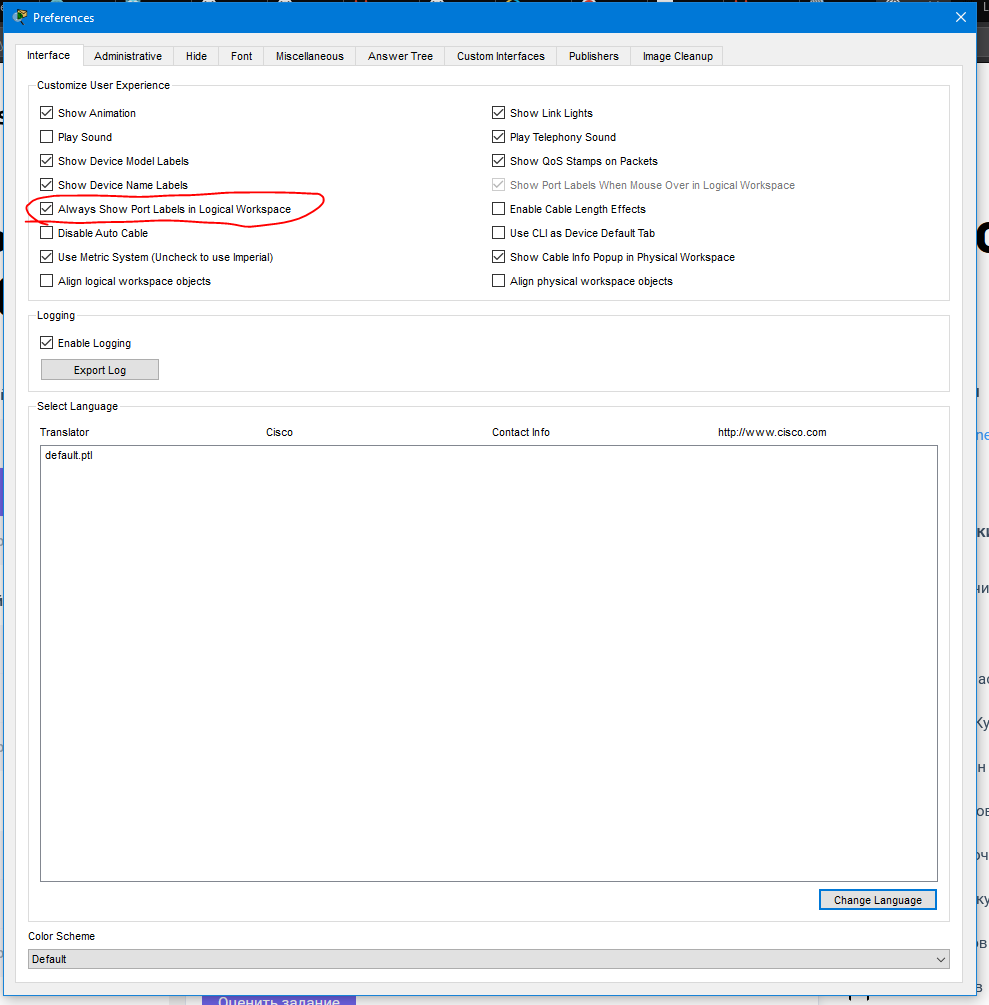 Preferences
Interface Administrative Hide Font Miscellaneous Answer Tree Custom Interfaces Publishers Image Cleanup
Customize User Experience
Show Animation Show Link Lights
Play Sound Play Telephony Sound
Show Device Model Labels Show QoS Stamps on Packets
Show Device Name Labels Show Port Labels When Mouse Over in Logical Workspace
Always Show Port Labels in Logical Workspace Enable Cable Length Effects
Disable Auto Cable Use CLI as Device Default Tab
Use Metric System (Uncheck to use Imperial) Show Cable Info Popup in Physical Workspace
Align logical workspace objects Align physical workspace objects
Logging
Enable Logging
Export Log
Select Language
Translator Cisco Contact Info http://www.cisco.com
default.ptl
Change Language
Color Scheme
Default
Оценить задание